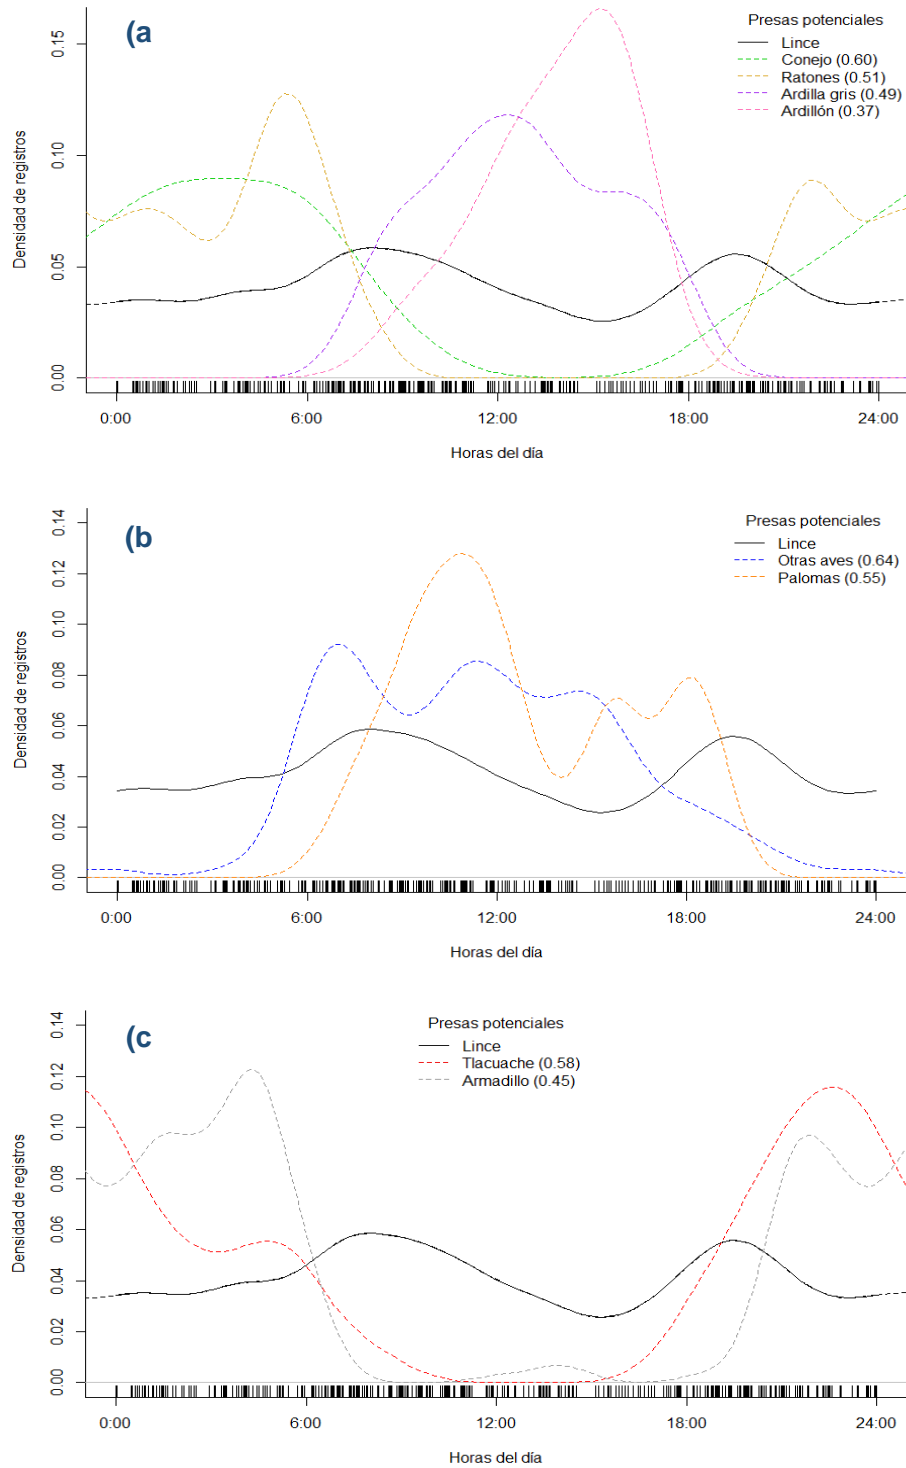 (a
Presas potenciales
Lince
Conejo (0.60)
Ratones (0.51)
Ardilla gris (0.49)
Ardillón (0.37)
Densidad de registros
0.15
0.10
0.05
0.00
0:00 6:00 12:00 18:00 24:00
Horas del día
(b
Presas potenciales
Lince
Otras aves (0.64)
Palomas (0.55)
Densidad de registros
0.14
0.12
0.10
0.08
0.06
0.04
0.02
0.00
0:00 6:00 12:00 18:00 24:00
Horas del día
(c
Presas potenciales
Lince
Tlacuache (0.58)
Armadillo (0.45)
Densidad de registros
0.14
0.12
0.10
0.08
0.06
0.04
0.02
0.00
0:00 6:00 12:00 18:00 24:00
Horas del día